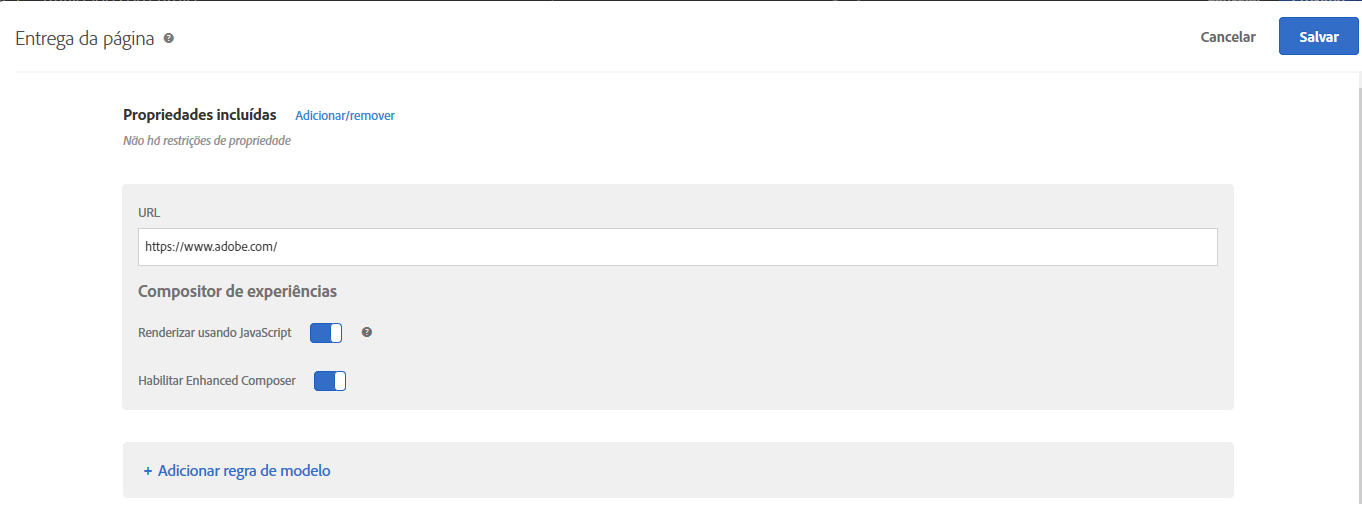 Entrega da página
Cancelar
Salvar
Propriedades incluídas Adicionar/remover
Não há restrições de propriedade
URL
https://www.adobe.com/
Compositor de experiências
Renderizar usando JavaScript
Habilitar Enhanced Composer
+ Adicionar regra de modelo